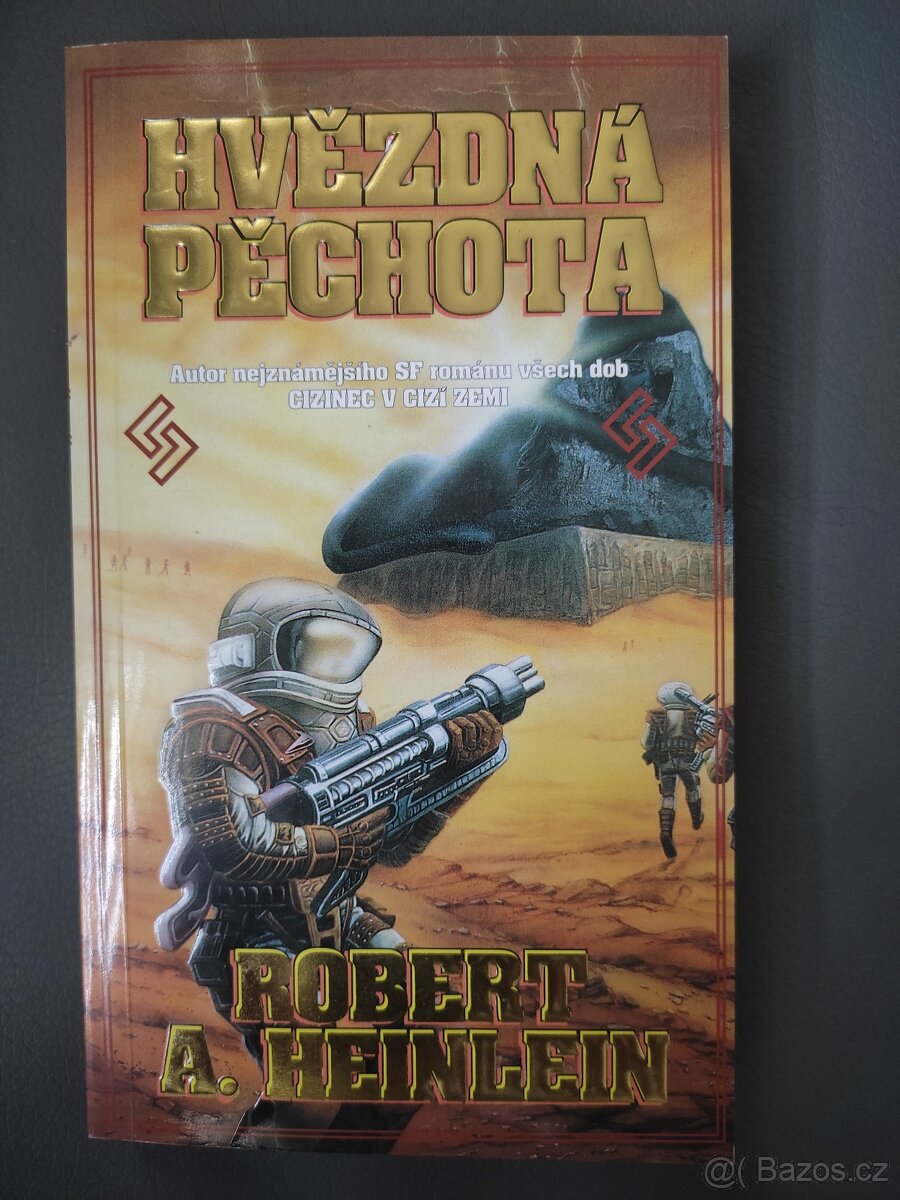 HVĚZDNÁ
PĚCHOTA
Autor nejznámějšího SF románu všech dob
CIZINEC V CIZÍ ZEMI
ROBERT
A. HEINLEIN
@( Bazos.cz